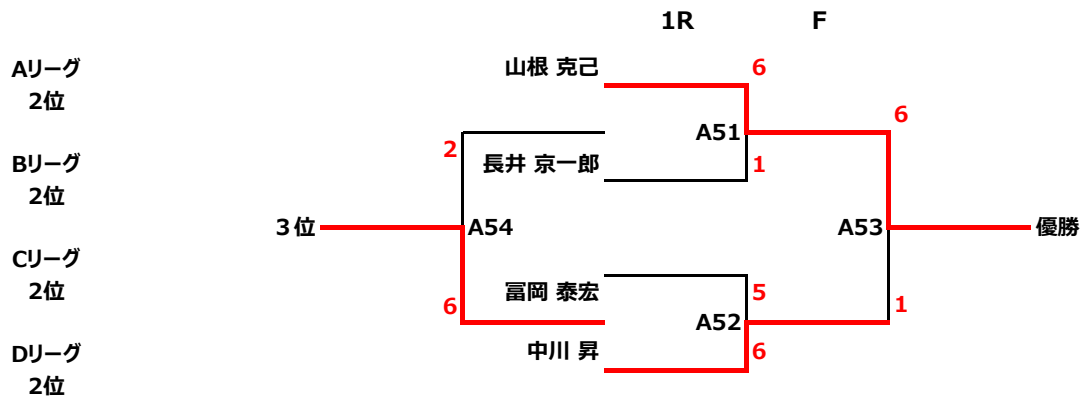 1R F
Aリーグ
2位
山根 克己
6
A51
6
2
Bリーグ
2位
長井 京一郎
1
3位
A54
A53
優勝
Cリーグ
2位
冨岡 泰宏
5
6
A52
1
Dリーグ
2位
中川 昇
6